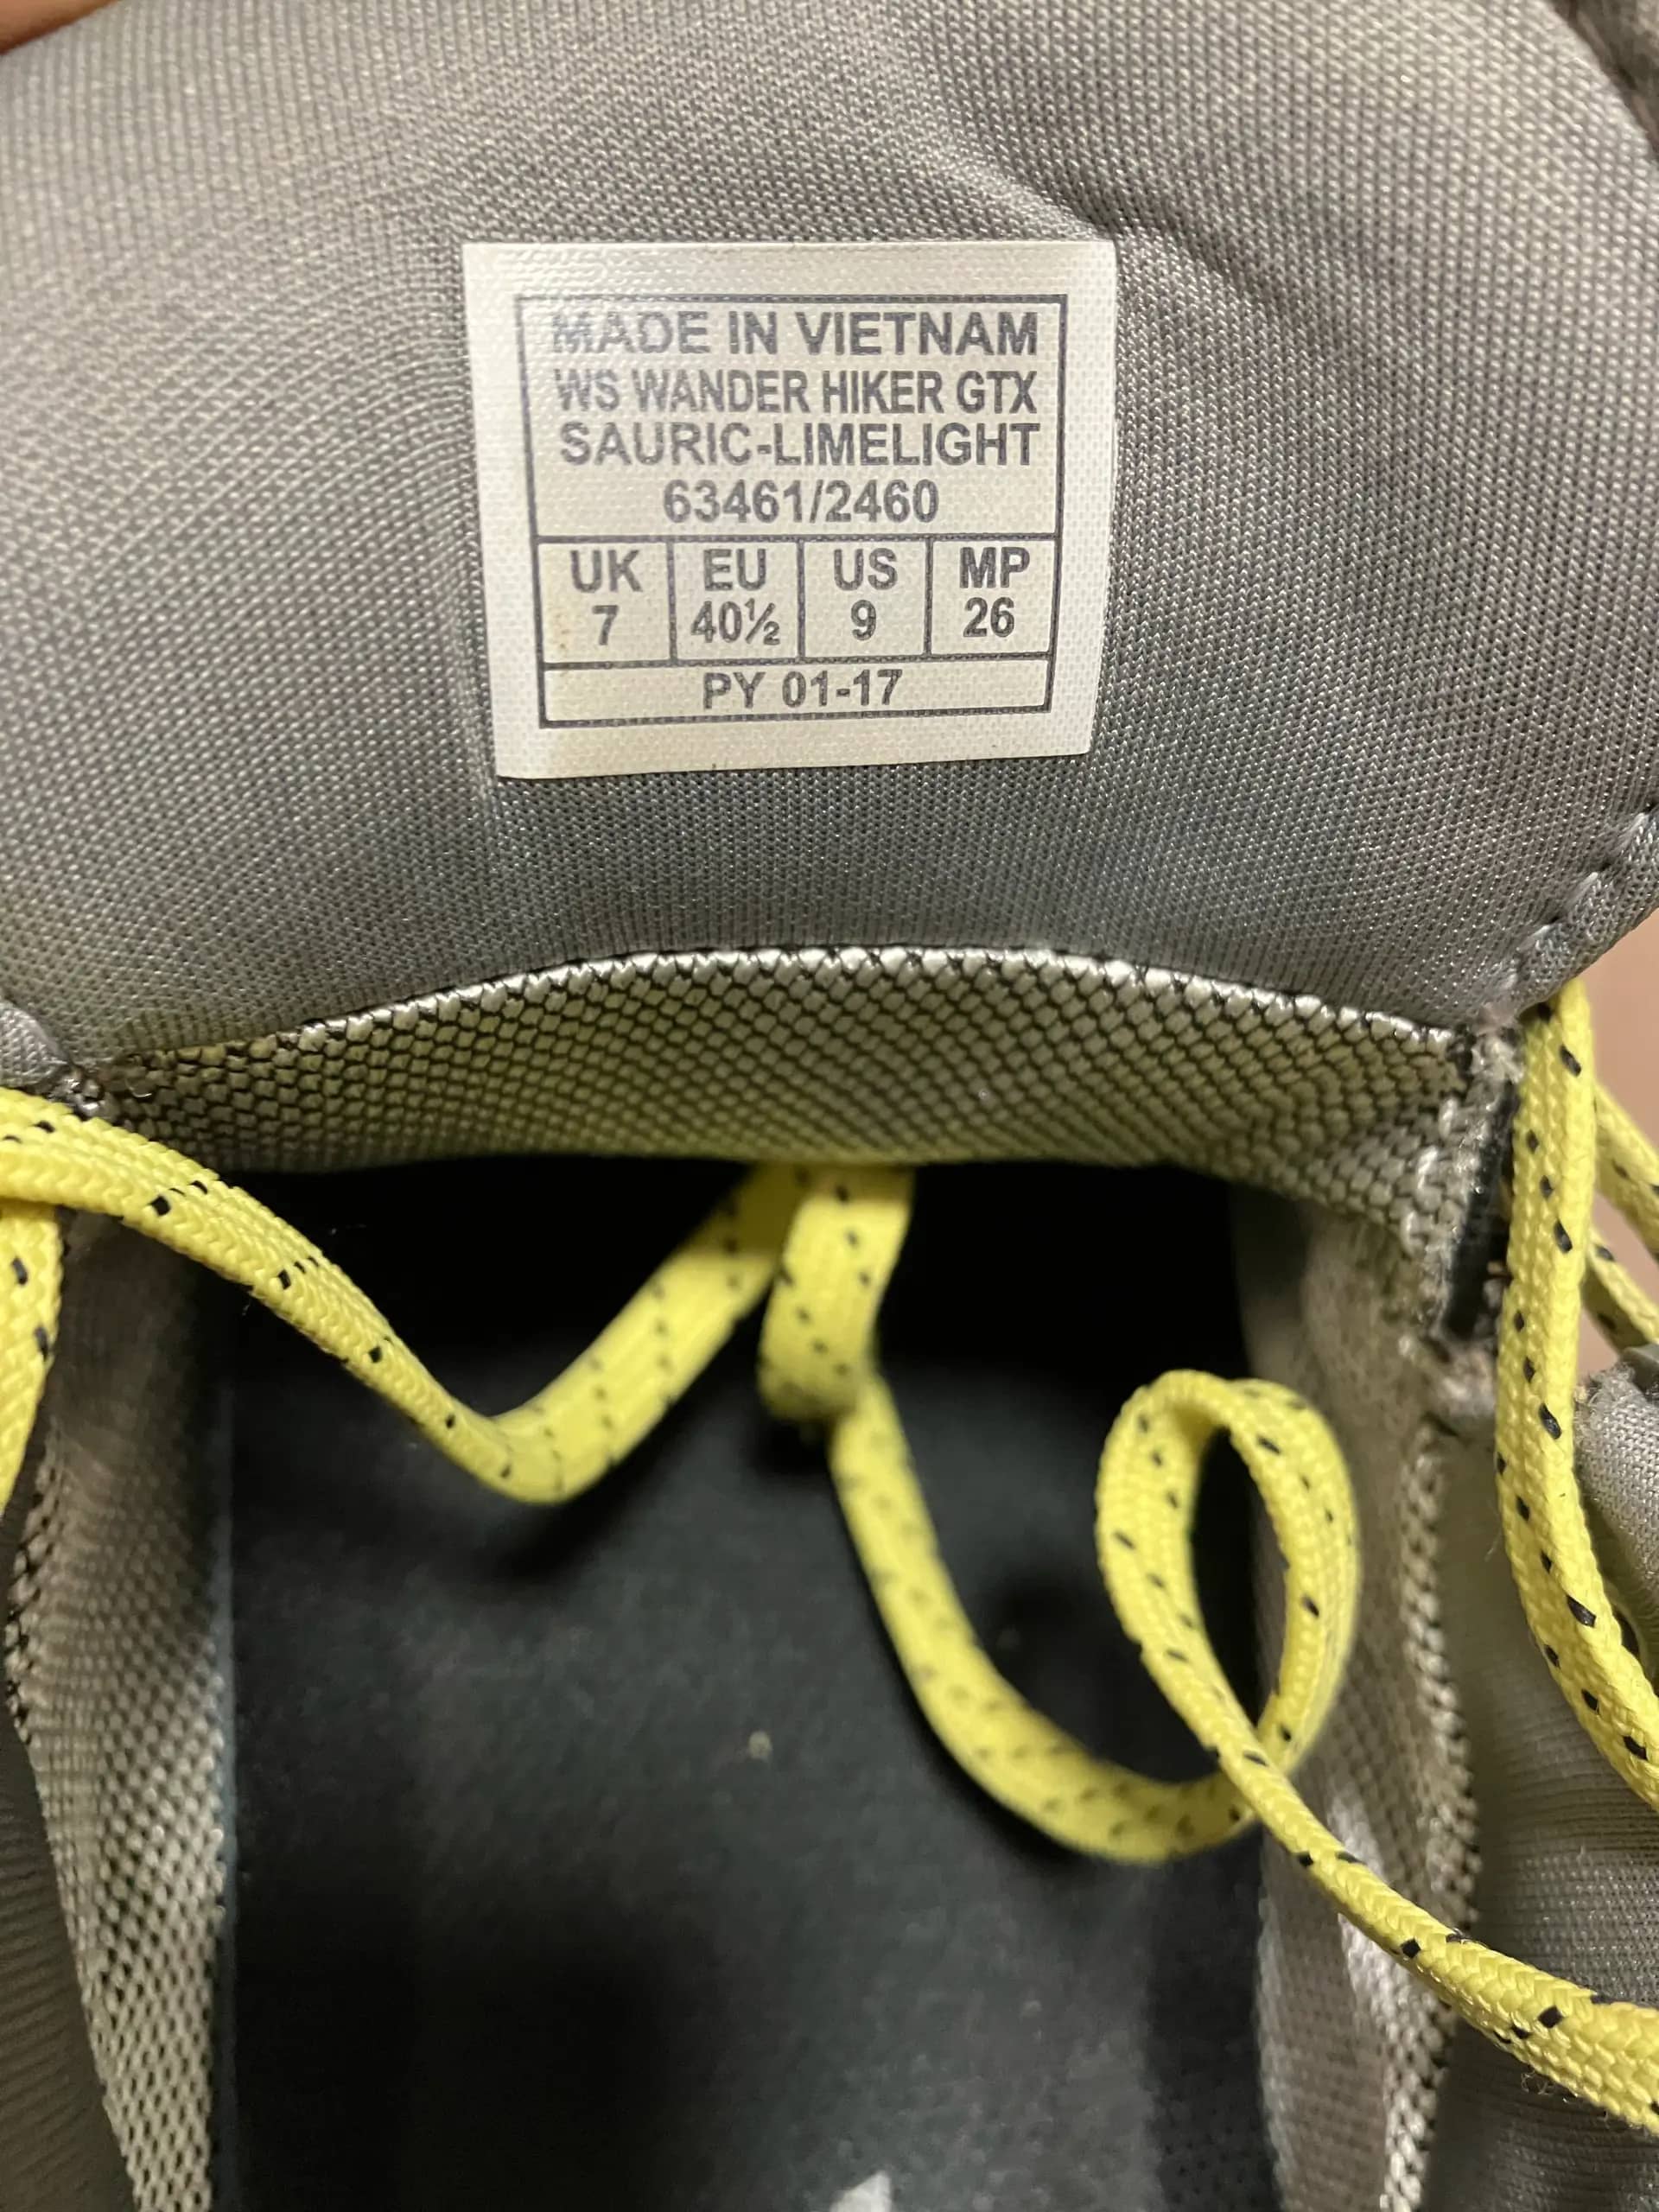 MADE IN VIETNAM
WS WANDER HIKER GTX
SAURIC-LIMELIGHT
63461/2460
UK EU US MP
7 40½ 9 26
PY 01-17